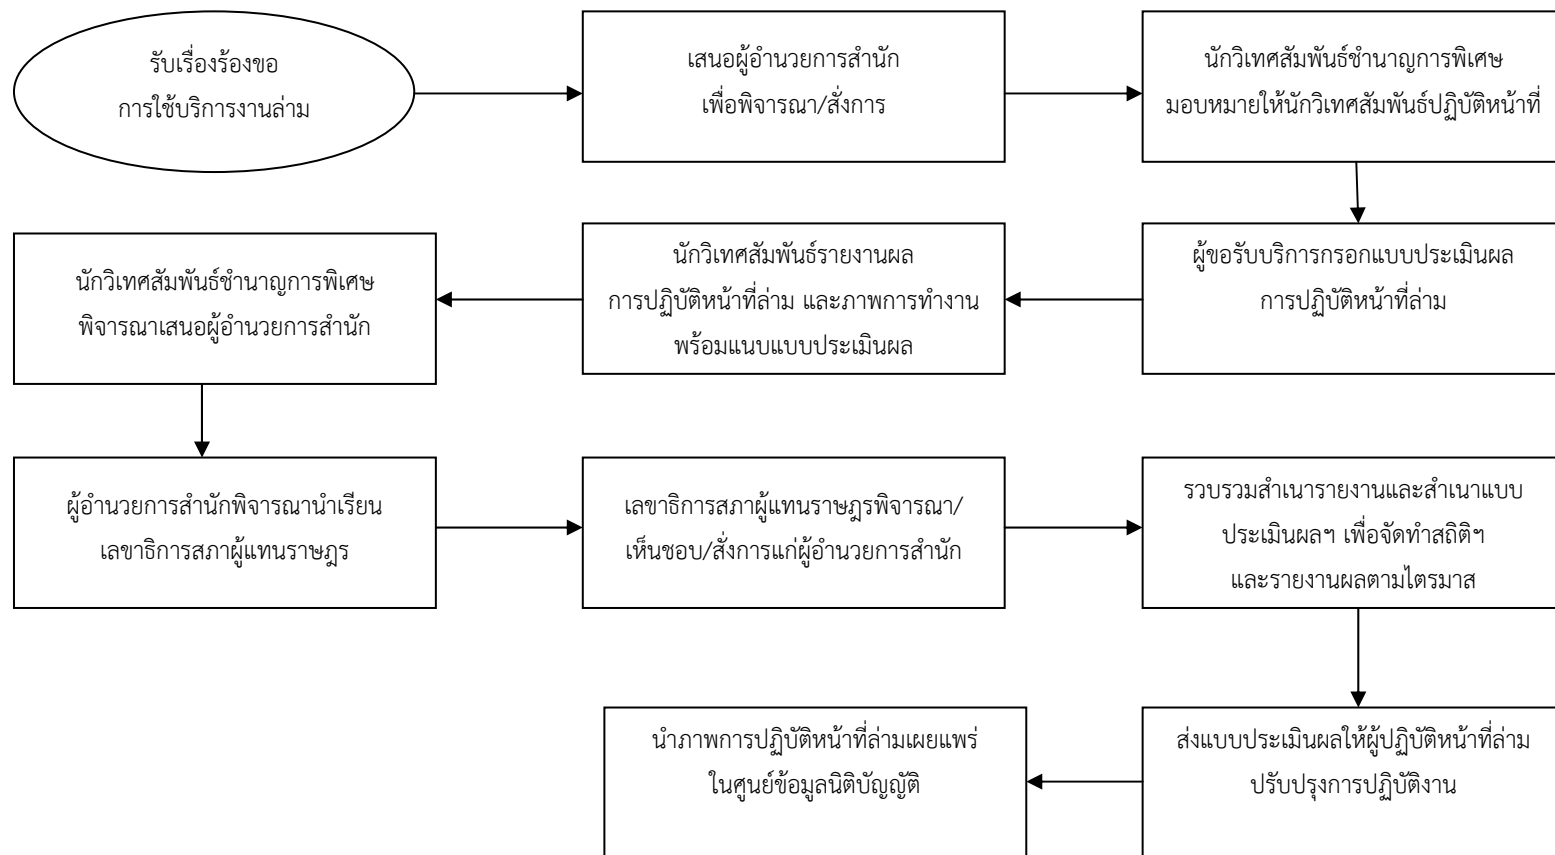 รับเรื่องร้องขอ
การใช้บริการงานล่าม
เสนอผู้อำนวยการสำนัก
เพื่อพิจารณา/สั่งการ
นักวิเทศสัมพันธ์ชำนาญการพิเศษ
มอบหมายให้นักวิเทศสัมพันธ์ปฏิบัติหน้าที่
ผู้ขอรับบริการกรอกแบบประเมินผล
การปฏิบัติหน้าที่ล่าม
นักวิเทศสัมพันธ์รายงานผล
การปฏิบัติหน้าที่ล่าม และภาพการทำงาน
พร้อมแนบแบบประเมินผล
นักวิเทศสัมพันธ์ชำนาญการพิเศษ
พิจารณาเสนอผู้อำนวยการสำนัก
ผู้อำนวยการสำนักพิจารณานำเรียน
เลขาธิการสภาผู้แทนราษฎร
เลขาธิการสภาผู้แทนราษฎรพิจารณา/
เห็นชอบ/สั่งการแก่ผู้อำนวยการสำนัก
รวบรวมสำเนารายงานและสำเนาแบบ
ประเมินผลฯ เพื่อจัดทำสถิติฯ
และรายงานผลตามไตรมาส
ส่งแบบประเมินผลให้ผู้ปฏิบัติหน้าที่ล่าม
ปรับปรุงการปฏิบัติงาน
นำภาพการปฏิบัติหน้าที่ล่ามเผยแพร่
ในศูนย์ข้อมูลนิติบัญญัติ